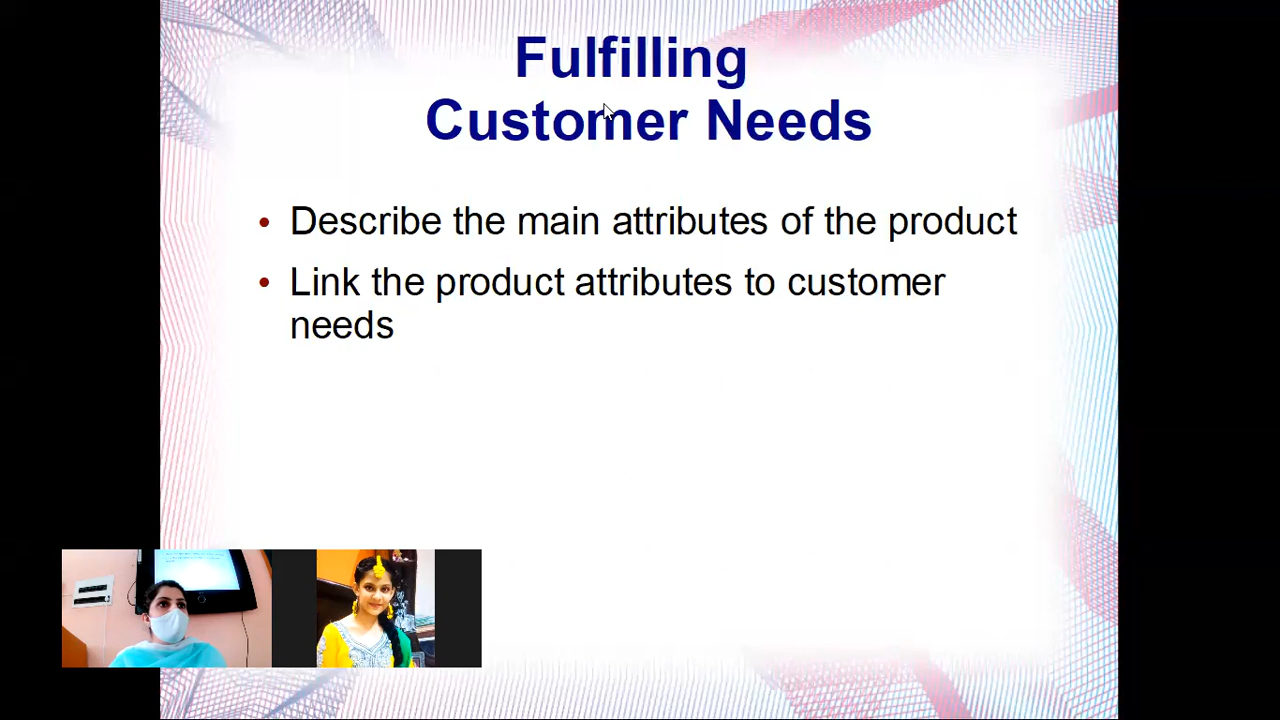 Fulfilling
Customer Needs
• Describe the main attributes of the product
• Link the product attributes to customer
needs